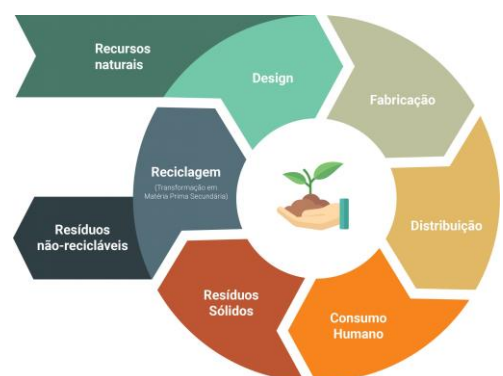 Recursos
naturais
Design
Fabricação
Distribuição
Consumo
Humano
Resíduos
Sólidos
Reciclagem
(Transformação em
Matéria Prima Secundária)
Resíduos
não-recicláveis